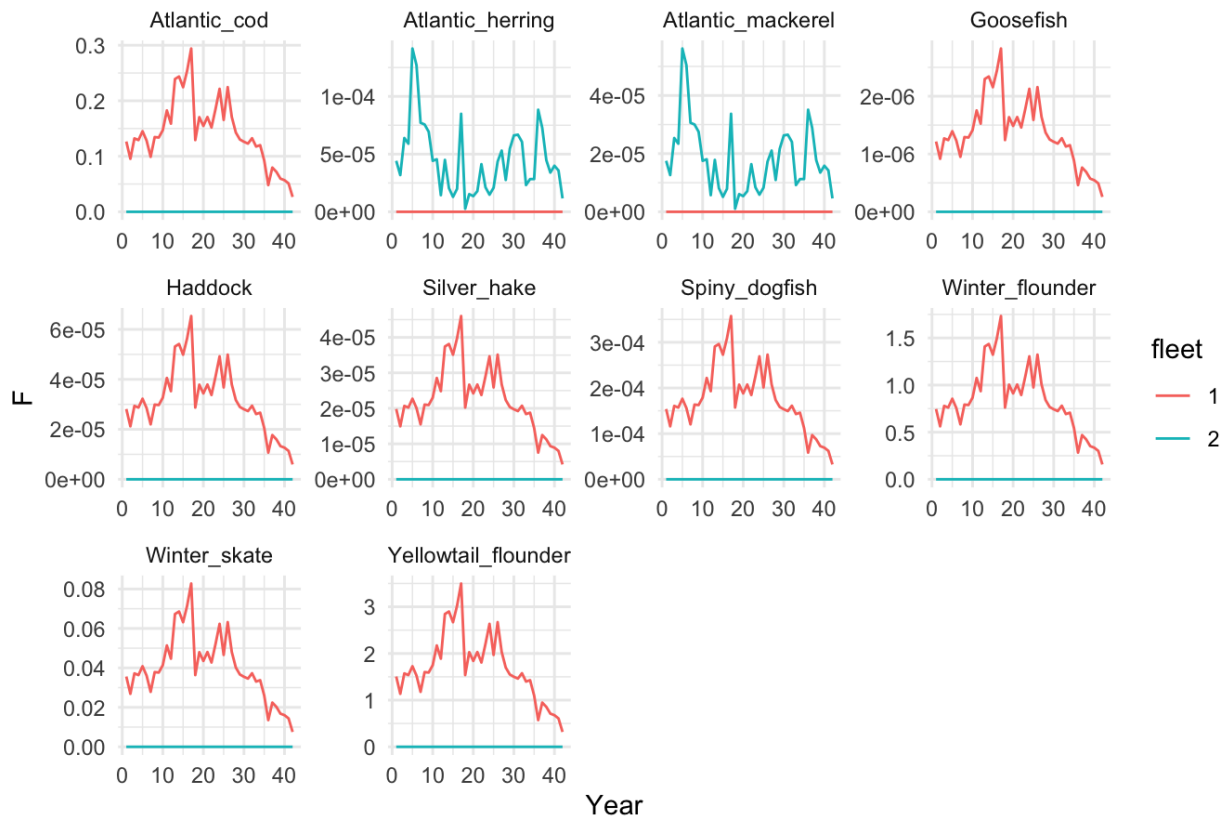 Atlantic_cod Atlantic_herring Atlantic_mackerel Goosefish
0.3
0.2
0.1
0.0
1e-04
5e-05
0e+00
4e-05
2e-05
0e+00
2e-06
1e-06
0e+00
0 10 20 30 40 0 10 20 30 40 0 10 20 30 40 0 10 20 30 40
Haddock Silver_hake Spiny_dogfish Winter_flounder
6e-05
4e-05
2e-05
0e+00
4e-05
3e-05
2e-05
1e-05
0e+00
3e-04
2e-04
1e-04
0e+00
1.5
1.0
0.5
0.0
0 10 20 30 40 0 10 20 30 40 0 10 20 30 40 0 10 20 30 40
Winter_skate Yellowtail_flounder
0.08
0.06
0.04
0.02
0.00
3
2
1
0
0 10 20 30 40 0 10 20 30 40
F
Year
fleet
1
2